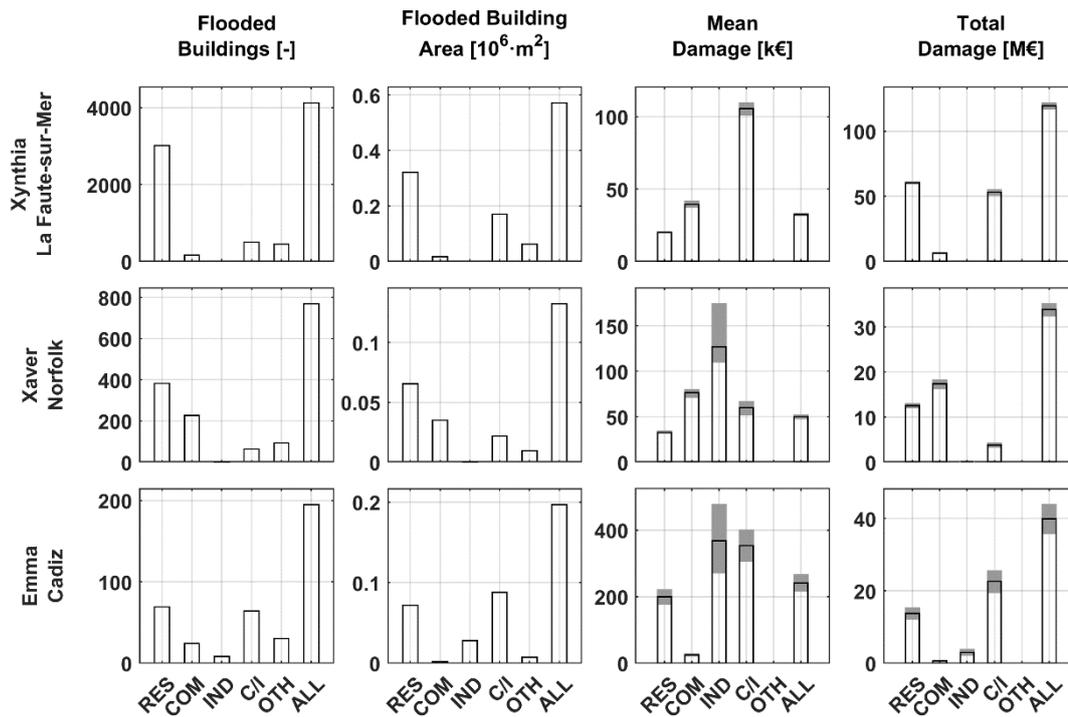 Flooded
Buildings [-]
Flooded Building
Area [10⁶·m²]
Mean
Damage [k€]
Total
Damage [M€]
Xynthia
La Faute-sur-Mer
4000
2000
0
0.6
0.4
0.2
0
100
50
0
100
50
0
Xaver
Norfolk
800
600
400
200
0
0.1
0.05
0
150
100
50
0
30
20
10
0
Emma
Cadiz
200
100
0
0.2
0.1
0
400
200
0
40
20
0
RES COM IND C/I OTH ALL
RES COM IND C/I OTH ALL
RES COM IND C/I OTH ALL
RES COM IND C/I OTH ALL